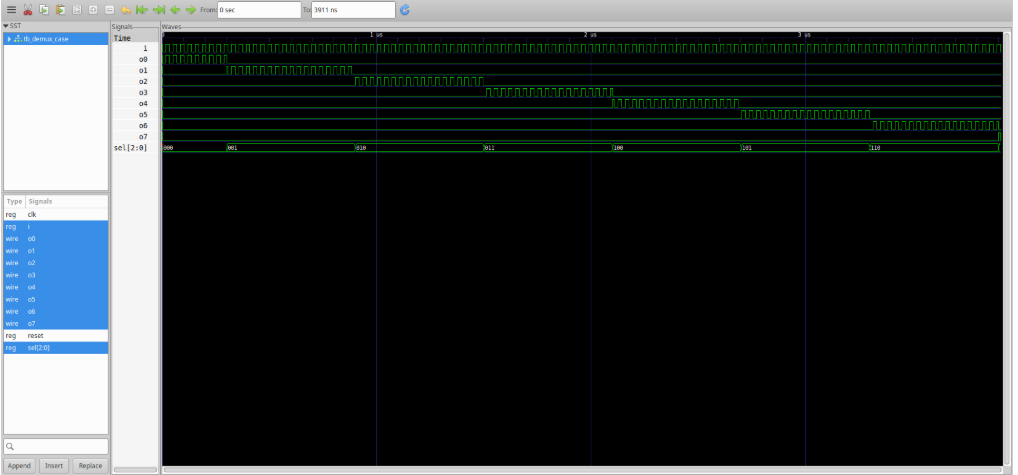 From: 0 sec To: 3911 ns
SST
tb_demux_case
Type Signals
reg clk
reg i
wire o0
wire o1
wire o2
wire o3
wire o4
wire o5
wire o6
wire o7
reg reset
reg sel[2:0]
Append Insert Replace
Signals
Time
i
o0
o1
o2
o3
o4
o5
o6
o7
sel[2:0]
Waves
1 us 2 us 3 us
000 001 010 011 100 101 110